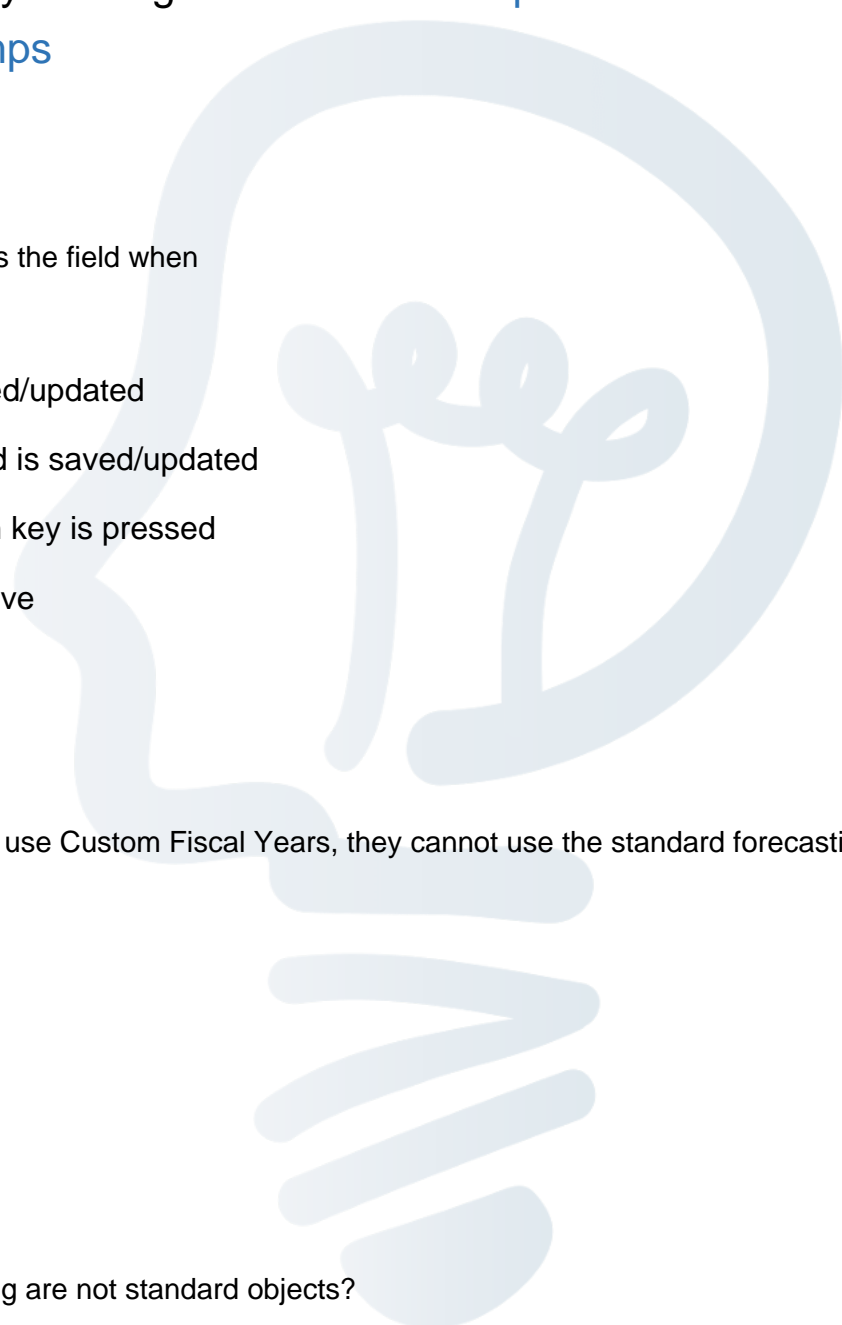 nps
s the field when
ed/updated
d is saved/updated
key is pressed
ve
use Custom Fiscal Years, they cannot use the standard forecasti
g are not standard objects?